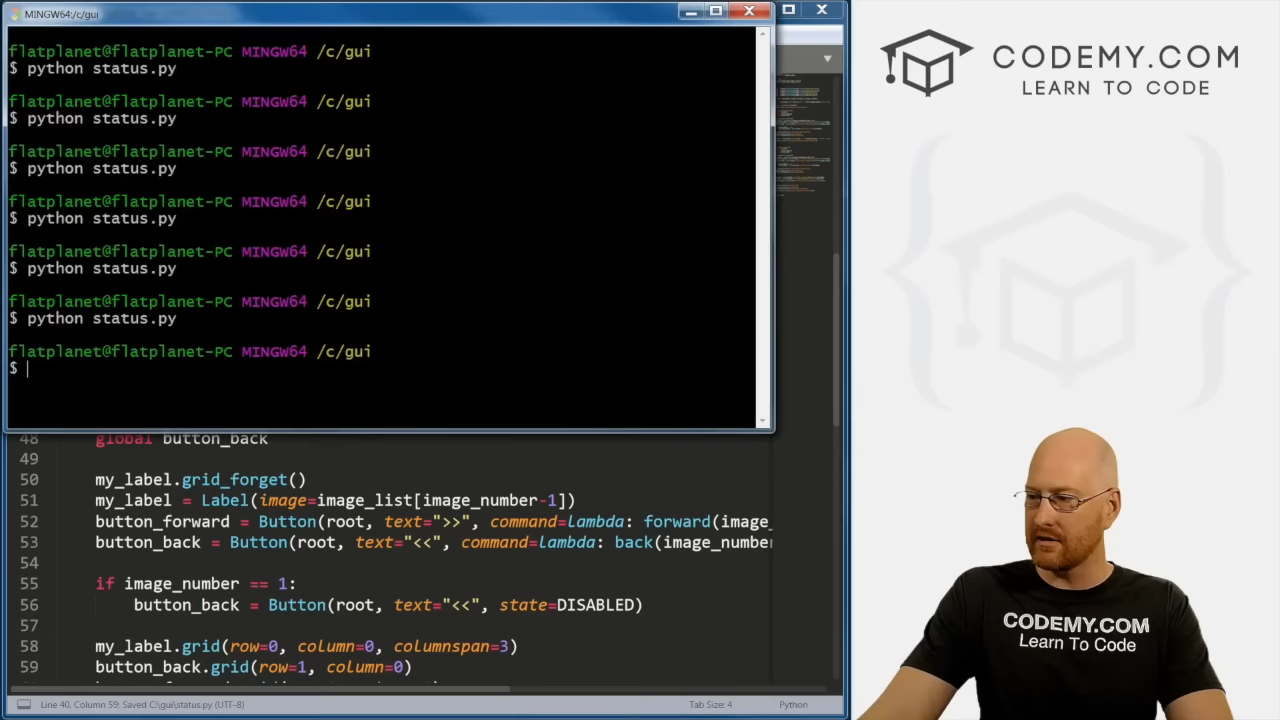 MINGW64:/c/gui
flatplanet@flatplanet-PC MINGW64 /c/gui
$ python status.py
flatplanet@flatplanet-PC MINGW64 /c/gui
$ python status.py
flatplanet@flatplanet-PC MINGW64 /c/gui
$ python status.py
flatplanet@flatplanet-PC MINGW64 /c/gui
$ python status.py
flatplanet@flatplanet-PC MINGW64 /c/gui
$ python status.py
flatplanet@flatplanet-PC MINGW64 /c/gui
$ python status.py
flatplanet@flatplanet-PC MINGW64 /c/gui
$
48 global button_back
49
50 my_label.grid_forget()
51 my_label = Label(image=image_list[image_number-1])
52 button_forward = Button(root, text=">>", command=lambda: forward(image_
53 button_back = Button(root, text="<<", command=lambda: back(image_number
54
55 if image_number == 1:
56 button_back = Button(root, text="<<", state=DISABLED)
57
58 my_label.grid(row=0, column=0, columnspan=3)
59 button_back.grid(row=1, column=0)
Line 40, Column 59; Saved C:\gui\status.py (UTF-8)
Tab Size: 4
Python
CODEMY.COM
LEARN TO CODE
CODEMY.COM
Learn To Code